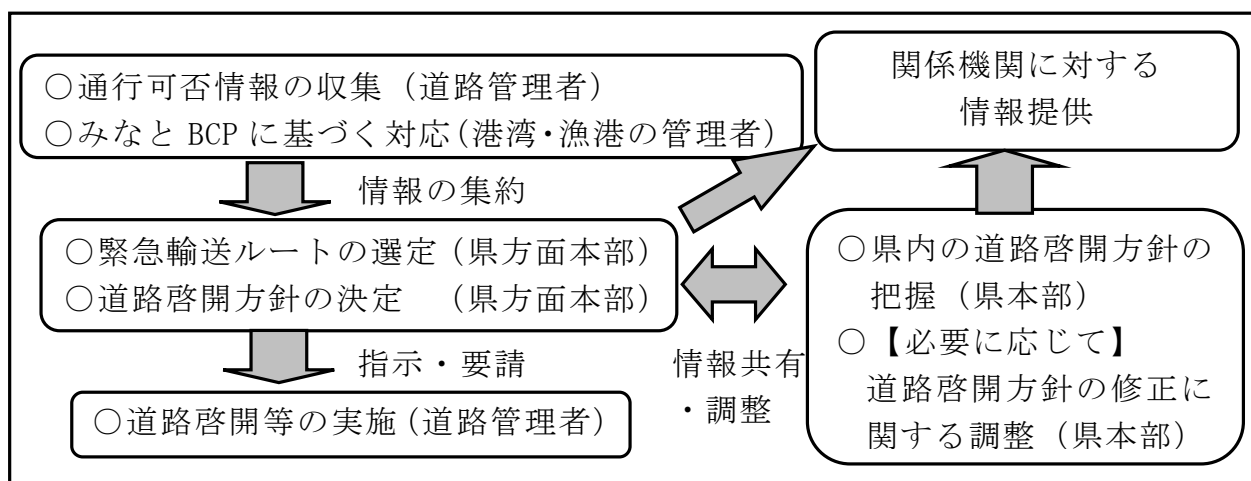 ○通行可否情報の収集（道路管理者）
○みなと BCP に基づく対応（港湾・漁港の管理者）
関係機関に対する
情報提供
情報の集約
○緊急輸送ルートの選定（県方面本部）
○道路啓開方針の決定　（県方面本部）
○県内の道路啓開方針の
把握（県本部）
○【必要に応じて】
道路啓開方針の修正に
関する調整（県本部）
情報共有
・調整
指示・要請
○道路啓開等の実施（道路管理者）